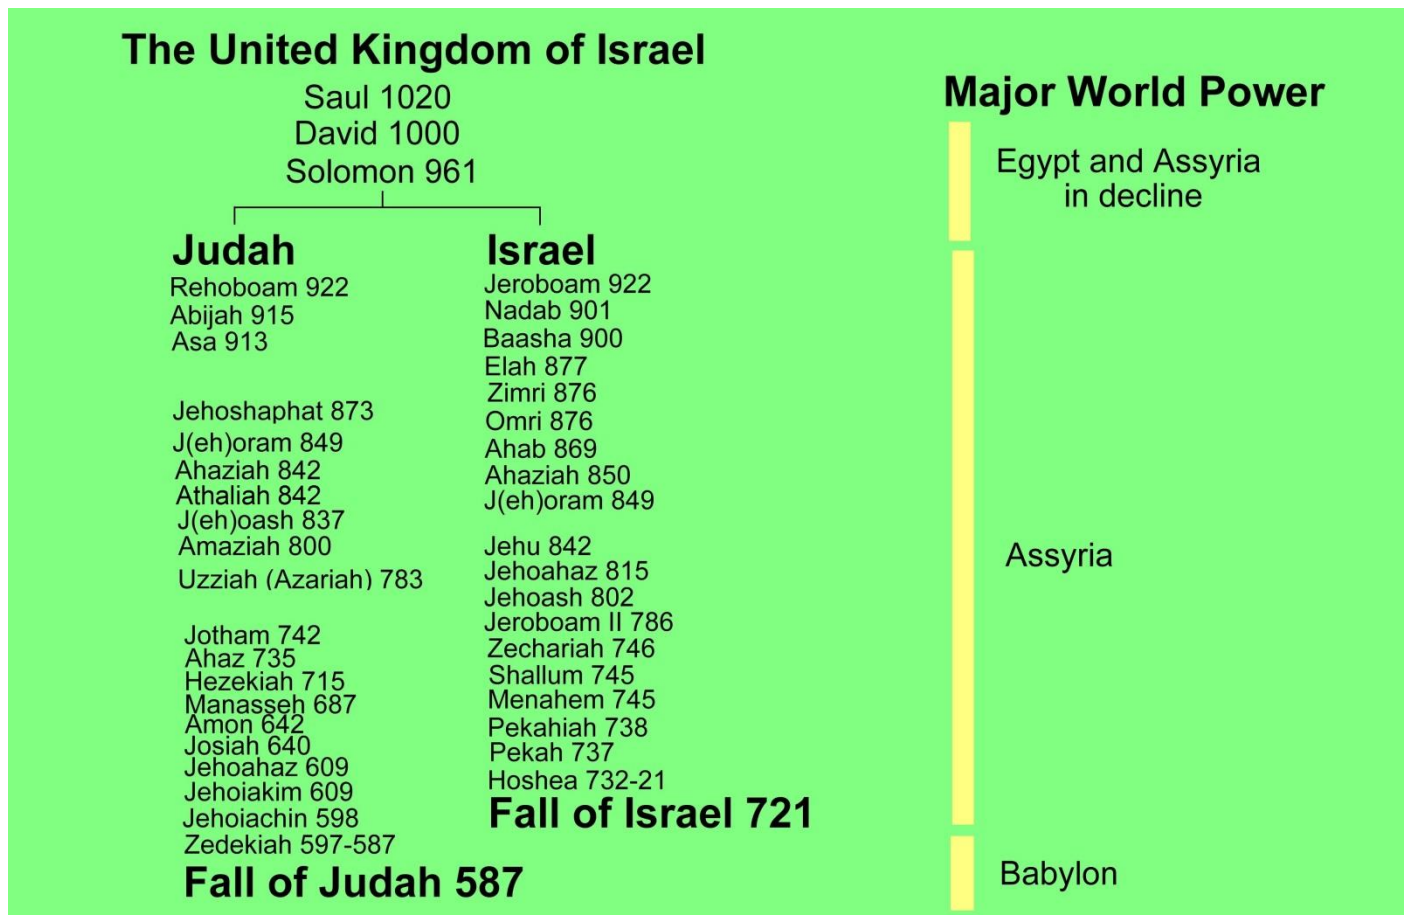 The United Kingdom of Israel
Saul 1020
David 1000
Solomon 961
Judah
Rehoboam 922
Abijah 915
Asa 913
Jehoshaphat 873
J(eh)oram 849
Ahaziah 842
Athaliah 842
J(eh)oash 837
Amaziah 800
Uzziah (Azariah) 783
Jotham 742
Ahaz 735
Hezekiah 715
Manasseh 687
Amon 642
Josiah 640
Jehoahaz 609
Jehoiakim 609
Jehoiachin 598
Zedekiah 597-587
Fall of Judah 587
Israel
Jeroboam 922
Nadab 901
Baasha 900
Elah 877
Zimri 876
Omri 876
Ahab 869
Ahaziah 850
J(eh)oram 849
Jehu 842
Jehoahaz 815
Jehoash 802
Jeroboam II 786
Zechariah 746
Shallum 745
Menahem 745
Pekahiah 738
Pekah 737
Hoshea 732-21
Fall of Israel 721
Major World Power
Egypt and Assyria
in decline
Assyria
Babylon